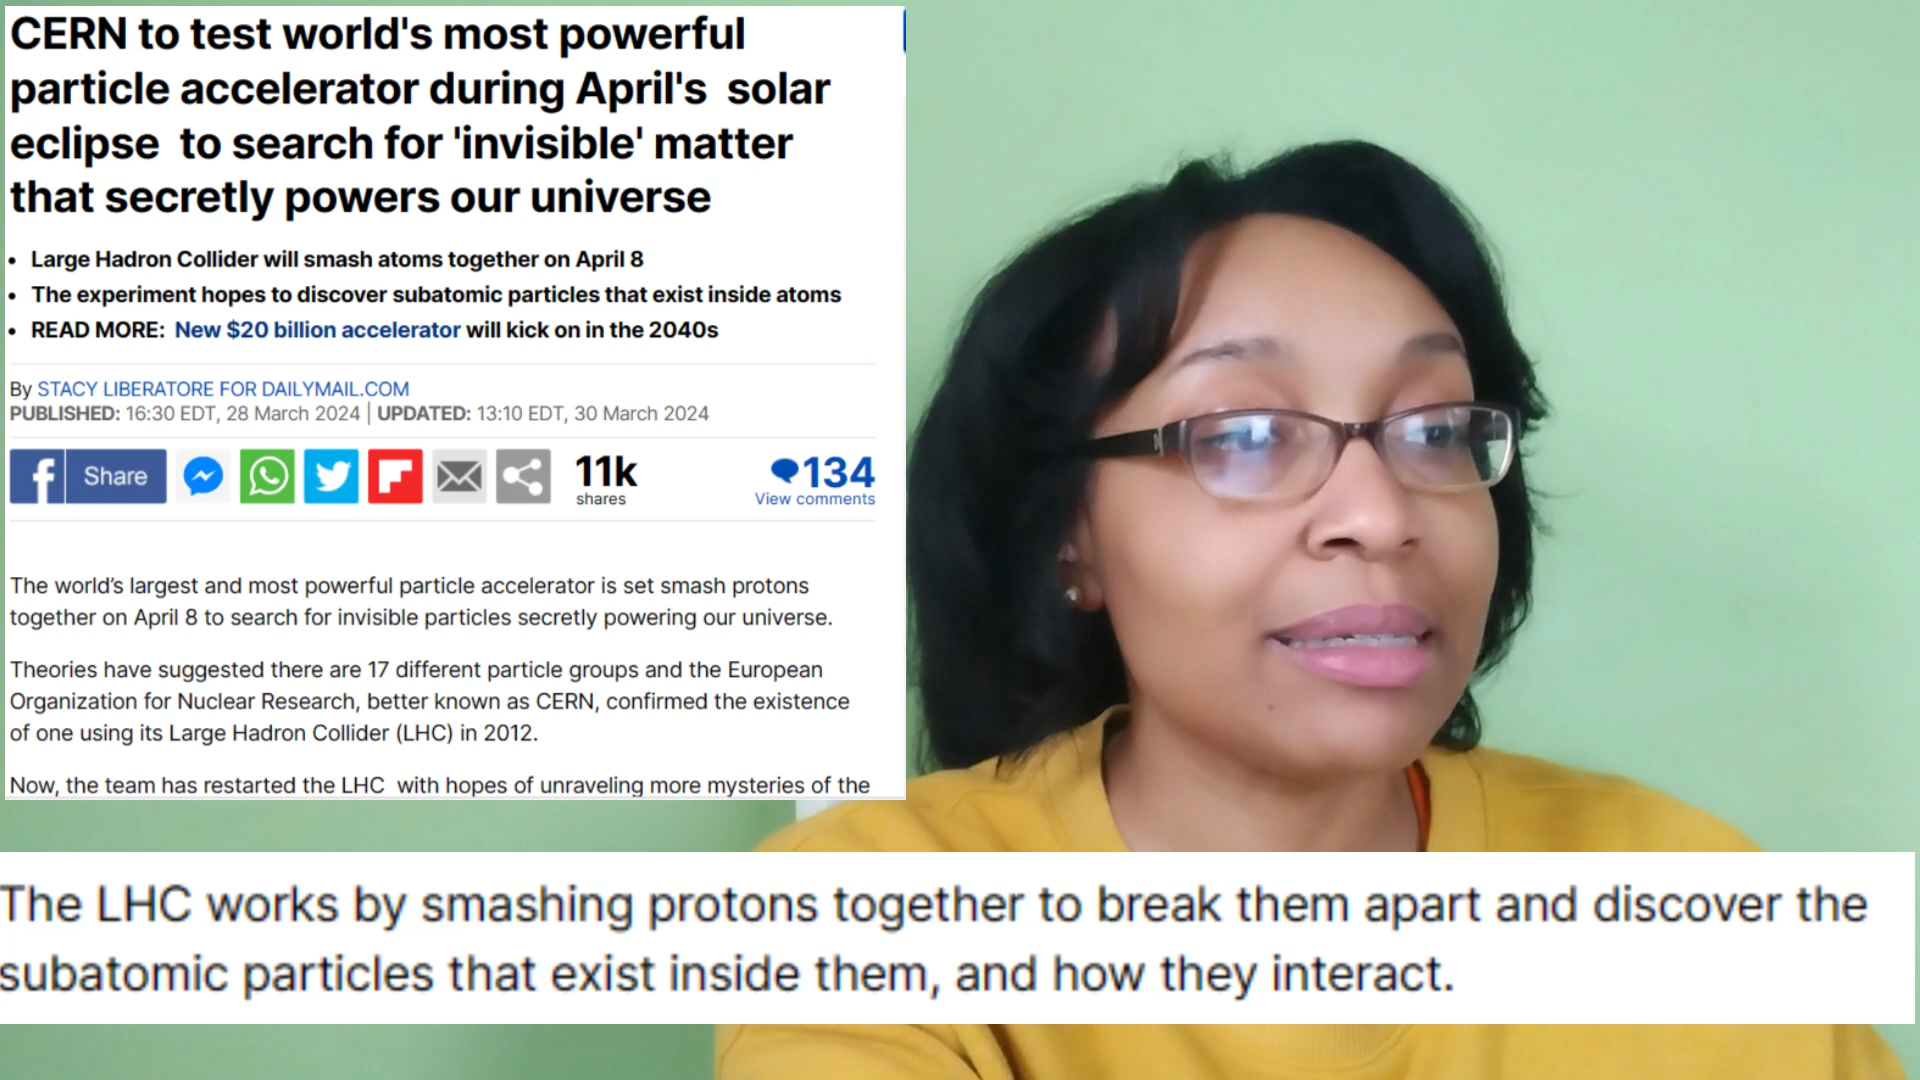 CERN to test world's most powerful
particle accelerator during April's solar
eclipse to search for 'invisible' matter
that secretly powers our universe
• Large Hadron Collider will smash atoms together on April 8
• The experiment hopes to discover subatomic particles that exist inside atoms
• READ MORE: New $20 billion accelerator will kick on in the 2040s
By STACY LIBERATORE FOR DAILYMAIL.COM
PUBLISHED: 16:30 EDT, 28 March 2024 | UPDATED: 13:10 EDT, 30 March 2024
f Share
11k
shares
134
View comments
The world’s largest and most powerful particle accelerator is set smash protons
together on April 8 to search for invisible particles secretly powering our universe.
Theories have suggested there are 17 different particle groups and the European
Organization for Nuclear Research, better known as CERN, confirmed the existence
of one using its Large Hadron Collider (LHC) in 2012.
Now, the team has restarted the LHC with hopes of unraveling more mysteries of the
The LHC works by smashing protons together to break them apart and discover the
subatomic particles that exist inside them, and how they interact.